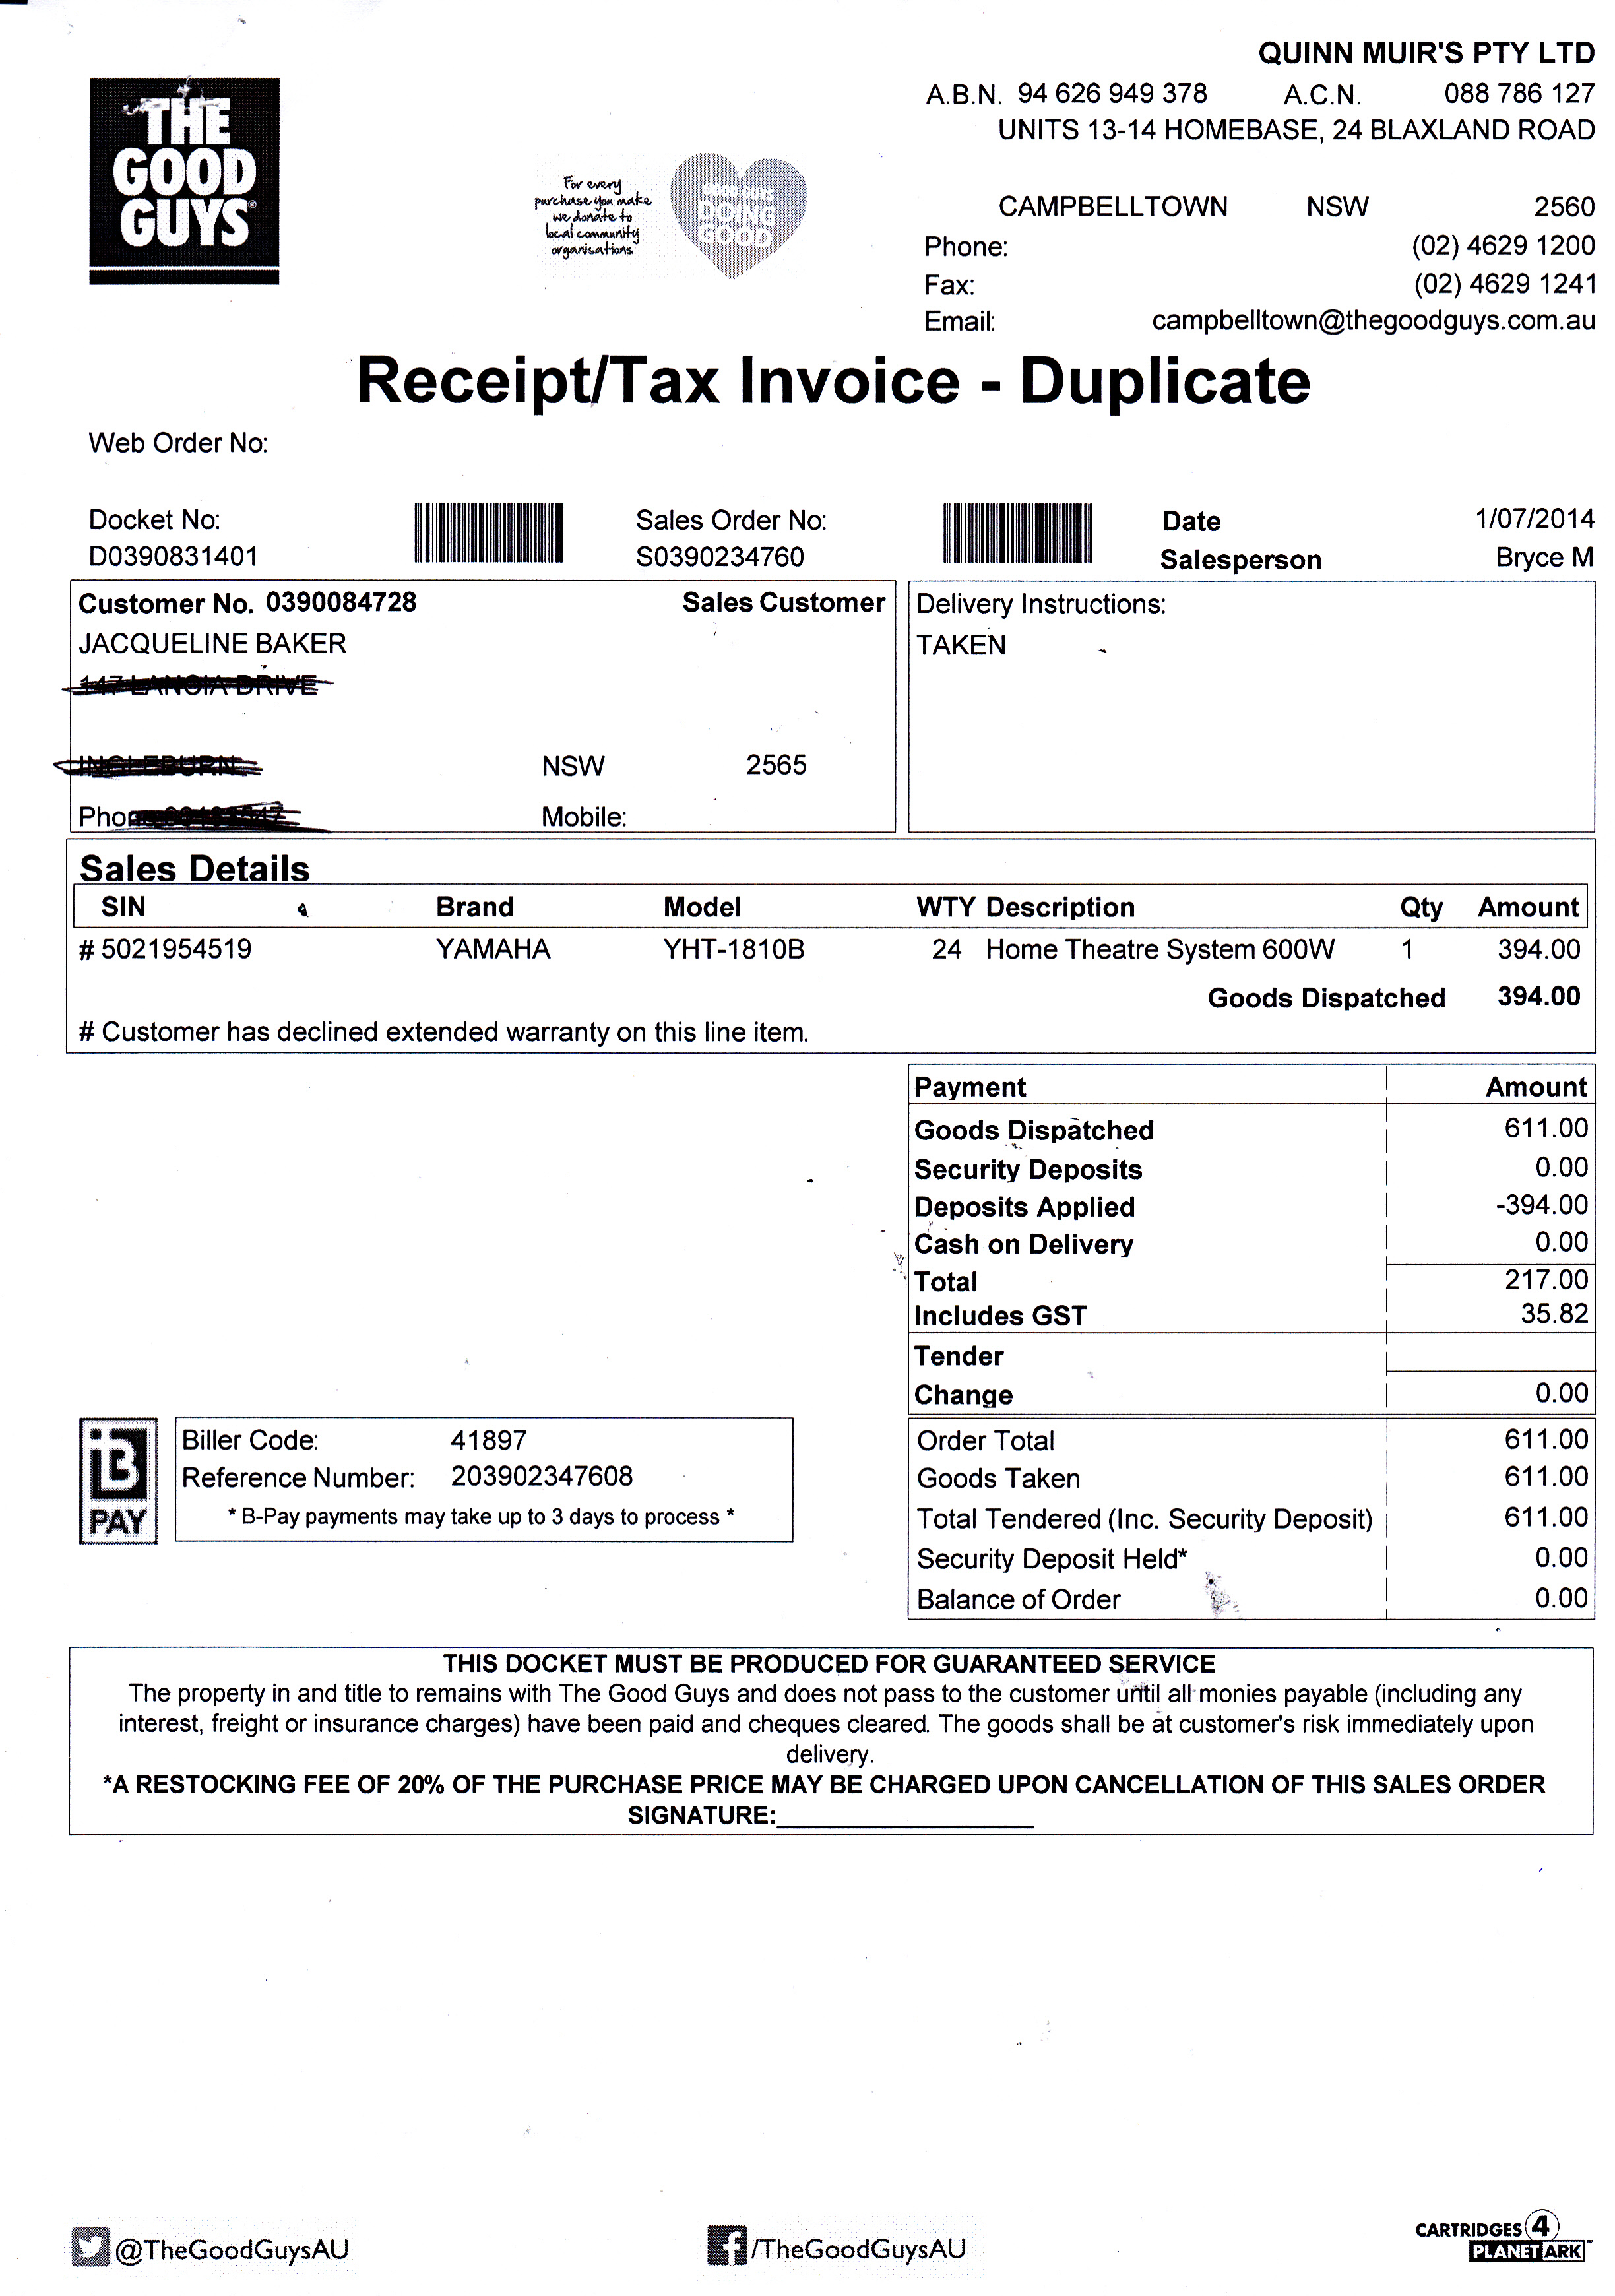 QUINN MUIR'S PTY LTD
A.B.N. 94 626 949 378 A.C.N. 088 786 127
UNITS 13-14 HOMEBASE, 24 BLAXLAND ROAD
CAMPBELLTOWN NSW 2560
Phone: (02) 4629 1200
Fax: (02) 4629 1241
Email: campbelltown@thegoodguys.com.au
THE
GOOD
GUYS®
For every
purchase you make
we donate to
local community
organisations
GOOD GUYS
DOING
GOOD
Receipt/Tax Invoice - Duplicate
Web Order No:
Docket No:
D0390831401
Sales Order No:
S0390234760
Date 1/07/2014
Salesperson Bryce M
Customer No. 0390084728 Sales Customer
JACQUELINE BAKER
NSW 2565
Mobile:
Delivery Instructions:
TAKEN
Sales Details
SIN Brand Model WTY Description Qty Amount
# 5021954519 YAMAHA YHT-1810B 24 Home Theatre System 600W 1 394.00
Goods Dispatched 394.00
# Customer has declined extended warranty on this line item.
Payment Amount
Goods Dispatched 611.00
Security Deposits 0.00
Deposits Applied -394.00
Cash on Delivery 0.00
Total 217.00
Includes GST 35.82
Tender
Change 0.00
B
PAY
Biller Code: 41897
Reference Number: 203902347608
* B-Pay payments may take up to 3 days to process *
Order Total 611.00
Goods Taken 611.00
Total Tendered (Inc. Security Deposit) 611.00
Security Deposit Held* 0.00
Balance of Order 0.00
THIS DOCKET MUST BE PRODUCED FOR GUARANTEED SERVICE
The property in and title to remains with The Good Guys and does not pass to the customer until all monies payable (including any
interest, freight or insurance charges) have been paid and cheques cleared. The goods shall be at customer's risk immediately upon
delivery.
*A RESTOCKING FEE OF 20% OF THE PURCHASE PRICE MAY BE CHARGED UPON CANCELLATION OF THIS SALES ORDER
SIGNATURE:
@TheGoodGuysAU
/TheGoodGuysAU
CARTRIDGES 4
PLANET ARK